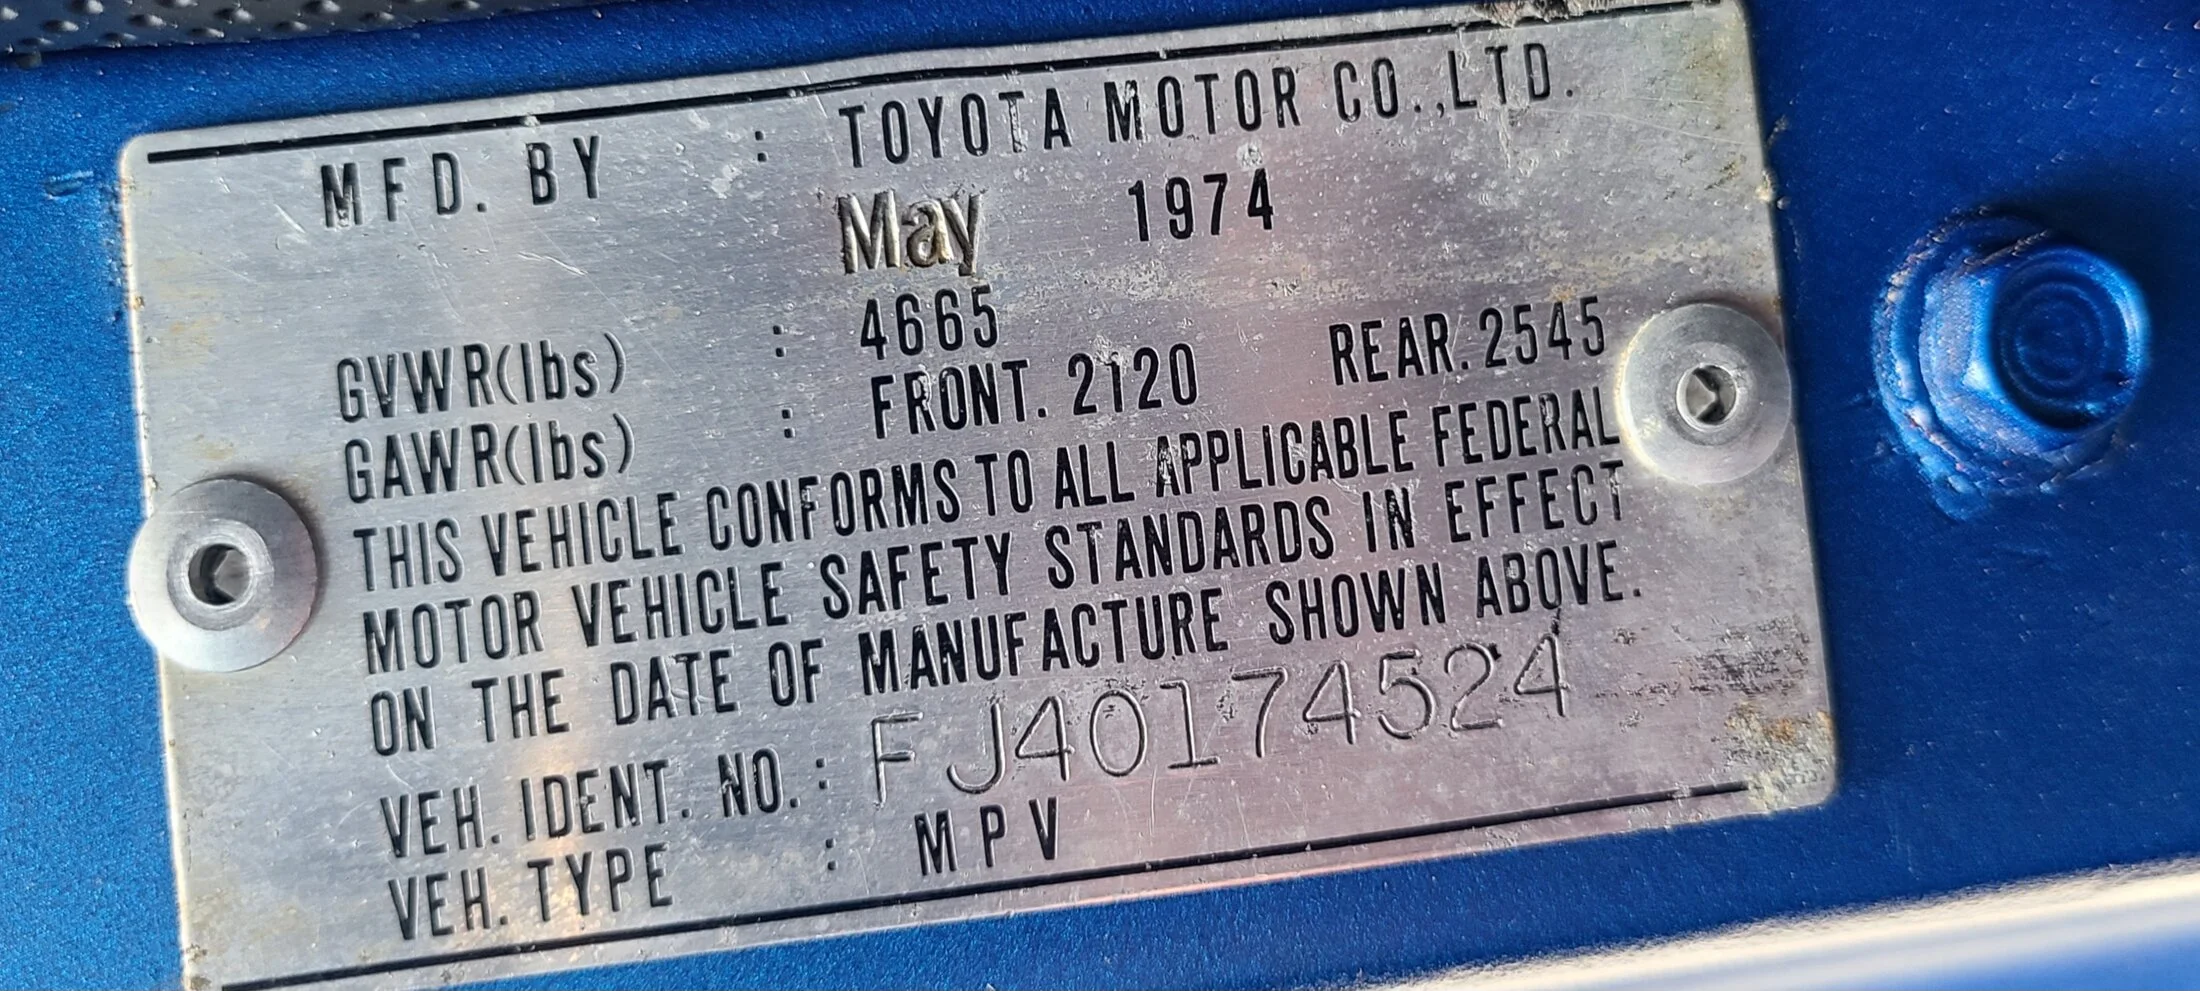 MFD. BY : TOYOTA MOTOR CO.,LTD.
May 1974
GVWR(lbs) : 4665
GAWR(lbs) : FRONT. 2120 REAR. 2545
THIS VEHICLE CONFORMS TO ALL APPLICABLE FEDERAL
MOTOR VEHICLE SAFETY STANDARDS IN EFFECT
ON THE DATE OF MANUFACTURE SHOWN ABOVE.
VEH. IDENT. NO. : FJ40174524
VEH. TYPE : MPV